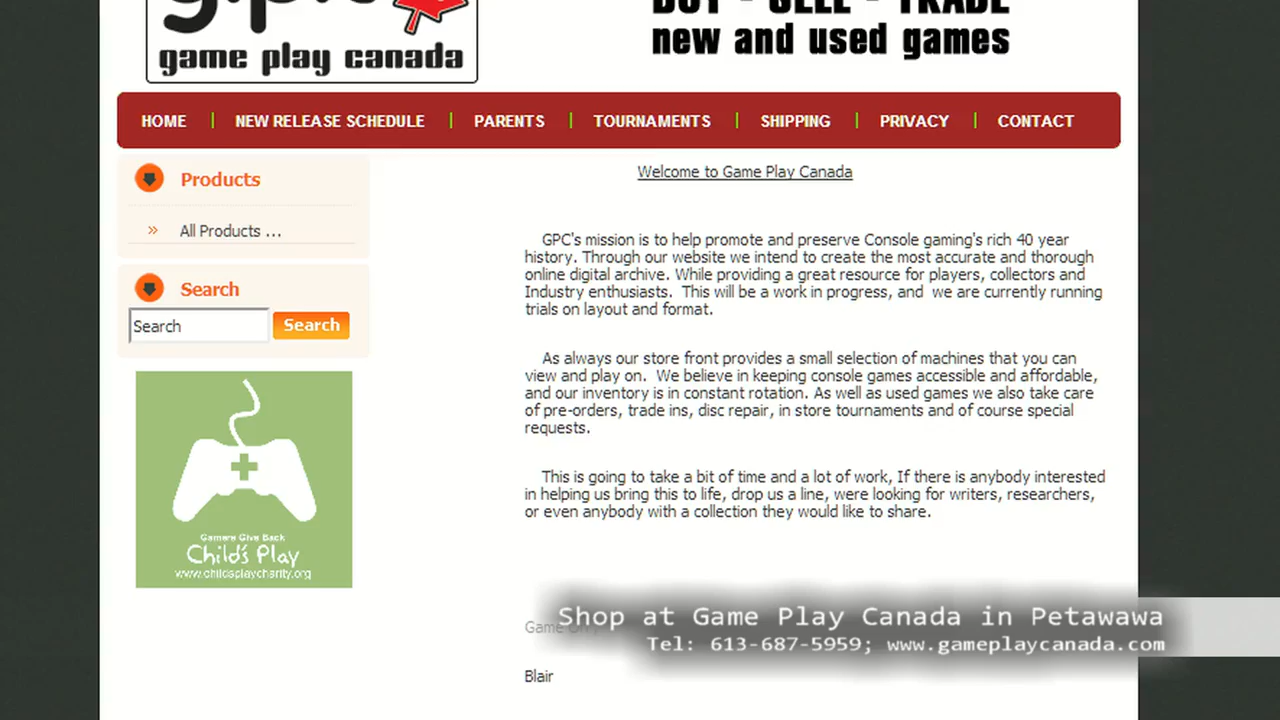 game play canada
new and used games
HOME
NEW RELEASE SCHEDULE
PARENTS
TOURNAMENTS
SHIPPING
PRIVACY
CONTACT
Products
All Products ...
Search
Search
Search
Gamers Give Back
Child's Play
www.childsplaycharity.org
Welcome to Game Play Canada
GPC's mission is to help promote and preserve Console gaming's rich 40 year
history. Through our website we intend to create the most accurate and thorough
online digital archive. While providing a great resource for players, collectors and
Industry enthusiasts. This will be a work in progress, and we are currently running
trials on layout and format.
As always our store front provides a small selection of machines that you can
view and play on. We believe in keeping console games accessible and affordable,
and our inventory is in constant rotation. As well as used games we also take care
of pre-orders, trade ins, disc repair, in store tournaments and of course special
requests.
This is going to take a bit of time and a lot of work, If there is anybody interested
in helping us bring this to life, drop us a line, were looking for writers, researchers,
or even anybody with a collection they would like to share.
Shop at Game Play Canada in Petawawa
Game
Tel: 613-687-5959; www.gameplaycanada.com
Blair